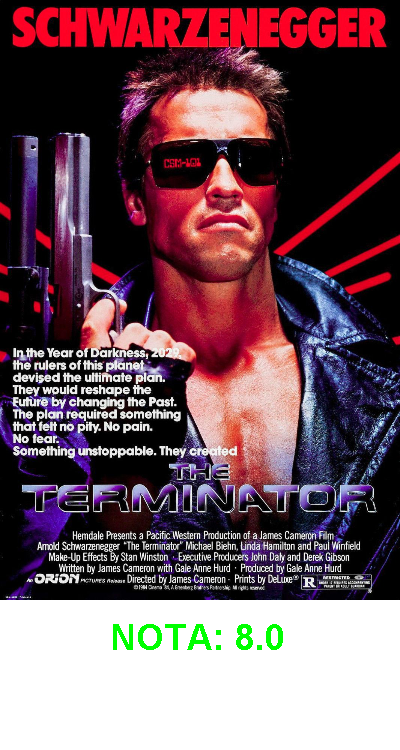 SCHWARZENEGGER
CSM-101
In the Year of Darkness, 2029,
the rulers of this planet
devised the ultimate plan.
They would reshape the
Future by changing the Past.
The plan required something
that felt no pity. No pain.
No fear.
Something unstoppable. They created
THE
TERMINATOR
Hemdale Presents a Pacific Western Production of a James Cameron Film
Arnold Schwarzenegger "The Terminator" Michael Biehn, Linda Hamilton and Paul Winfield
Make-Up Effects By Stan Winston · Executive Producers John Daly and Derek Gibson
Written by James Cameron with Gale Anne Hurd · Produced by Gale Anne Hurd
An ORION PICTURES Release Directed by James Cameron · Prints by DeLuxe® R RESTRICTED
NOTA: 8.0